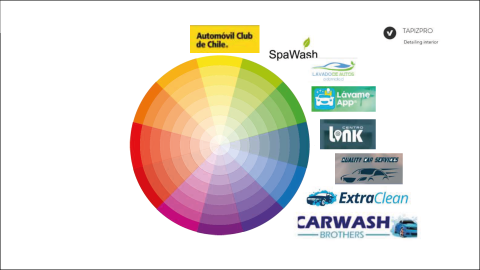 Automóvil Club
de Chile.
SpaWash
TAPIZPRO
Detailing interior
LAVADO DE AUTOS
Lávame
App
CENTRO
LINK
QUALITY CAR SERVICES
ExtraClean
CARWASH
BROTHERS